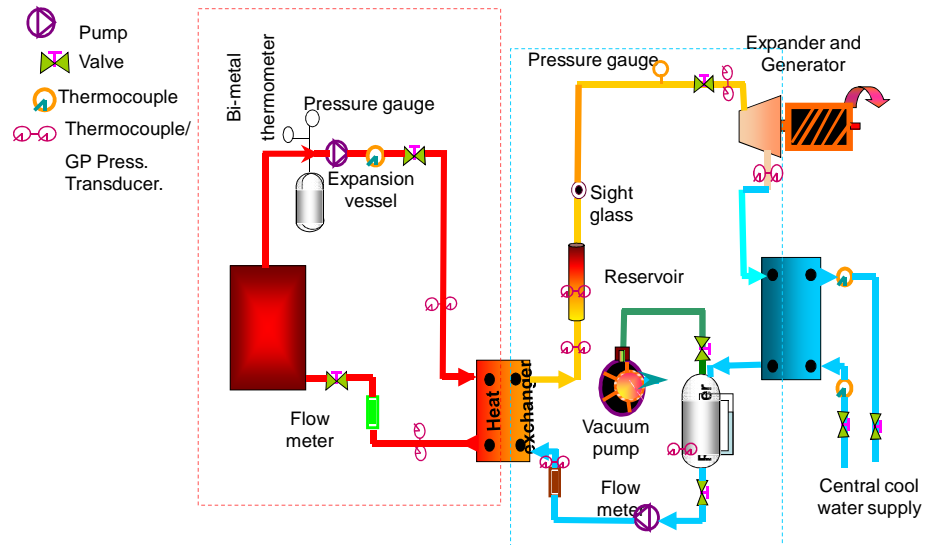 Pump
Valve
Thermocouple
Thermocouple/
GP Press.
Transducer.
Bi-metal
thermometer
Pressure gauge
Expansion
vessel
Flow
meter
Heat
exchanger
Pressure gauge
Sight
glass
Reservoir
Vacuum
pump
Flow
meter
Expander and
Generator
Central cool
water supply